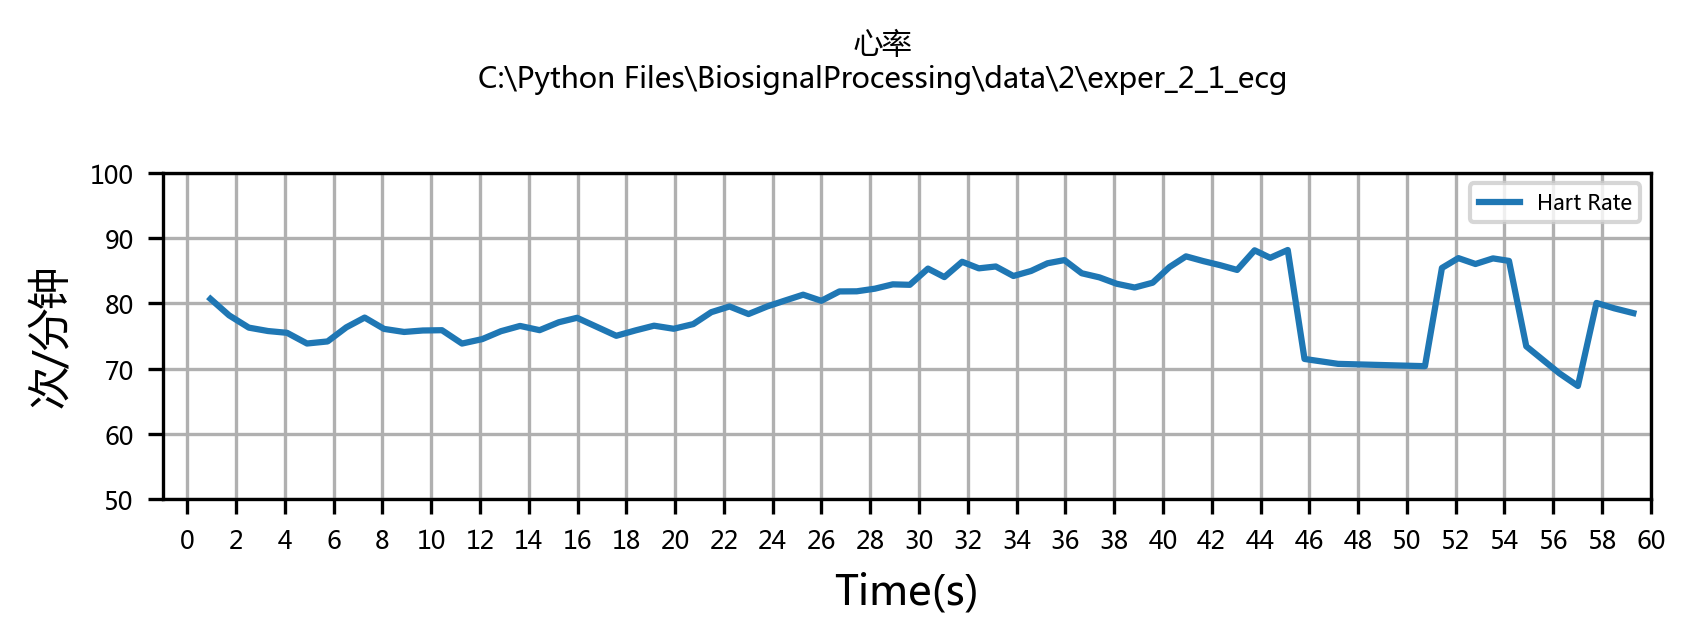 心率
C:\Python Files\BiosignalProcessing\data\2\exper_2_1_ecg
100
90
80
70
60
50
次/分钟
Hart Rate
0 2 4 6 8 10 12 14 16 18 20 22 24 26 28 30 32 34 36 38 40 42 44 46 48 50 52 54 56 58 60
Time(s)